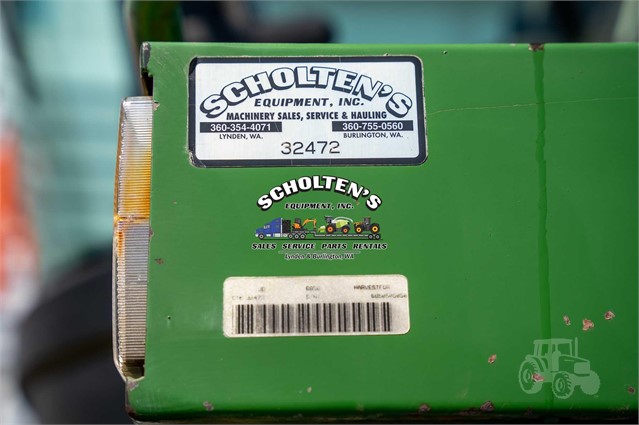 SCHOLTEN'S
EQUIPMENT, INC.
MACHINERY SALES, SERVICE & HAULING
360-354-4071 360-755-0560
LYNDEN, WA. BURLINGTON, WA.
32472
SCHOLTEN'S
EQUIPMENT, INC.
SALES SERVICE PARTS RENTALS
Lynden & Burlington, WA
JD HARVESTER